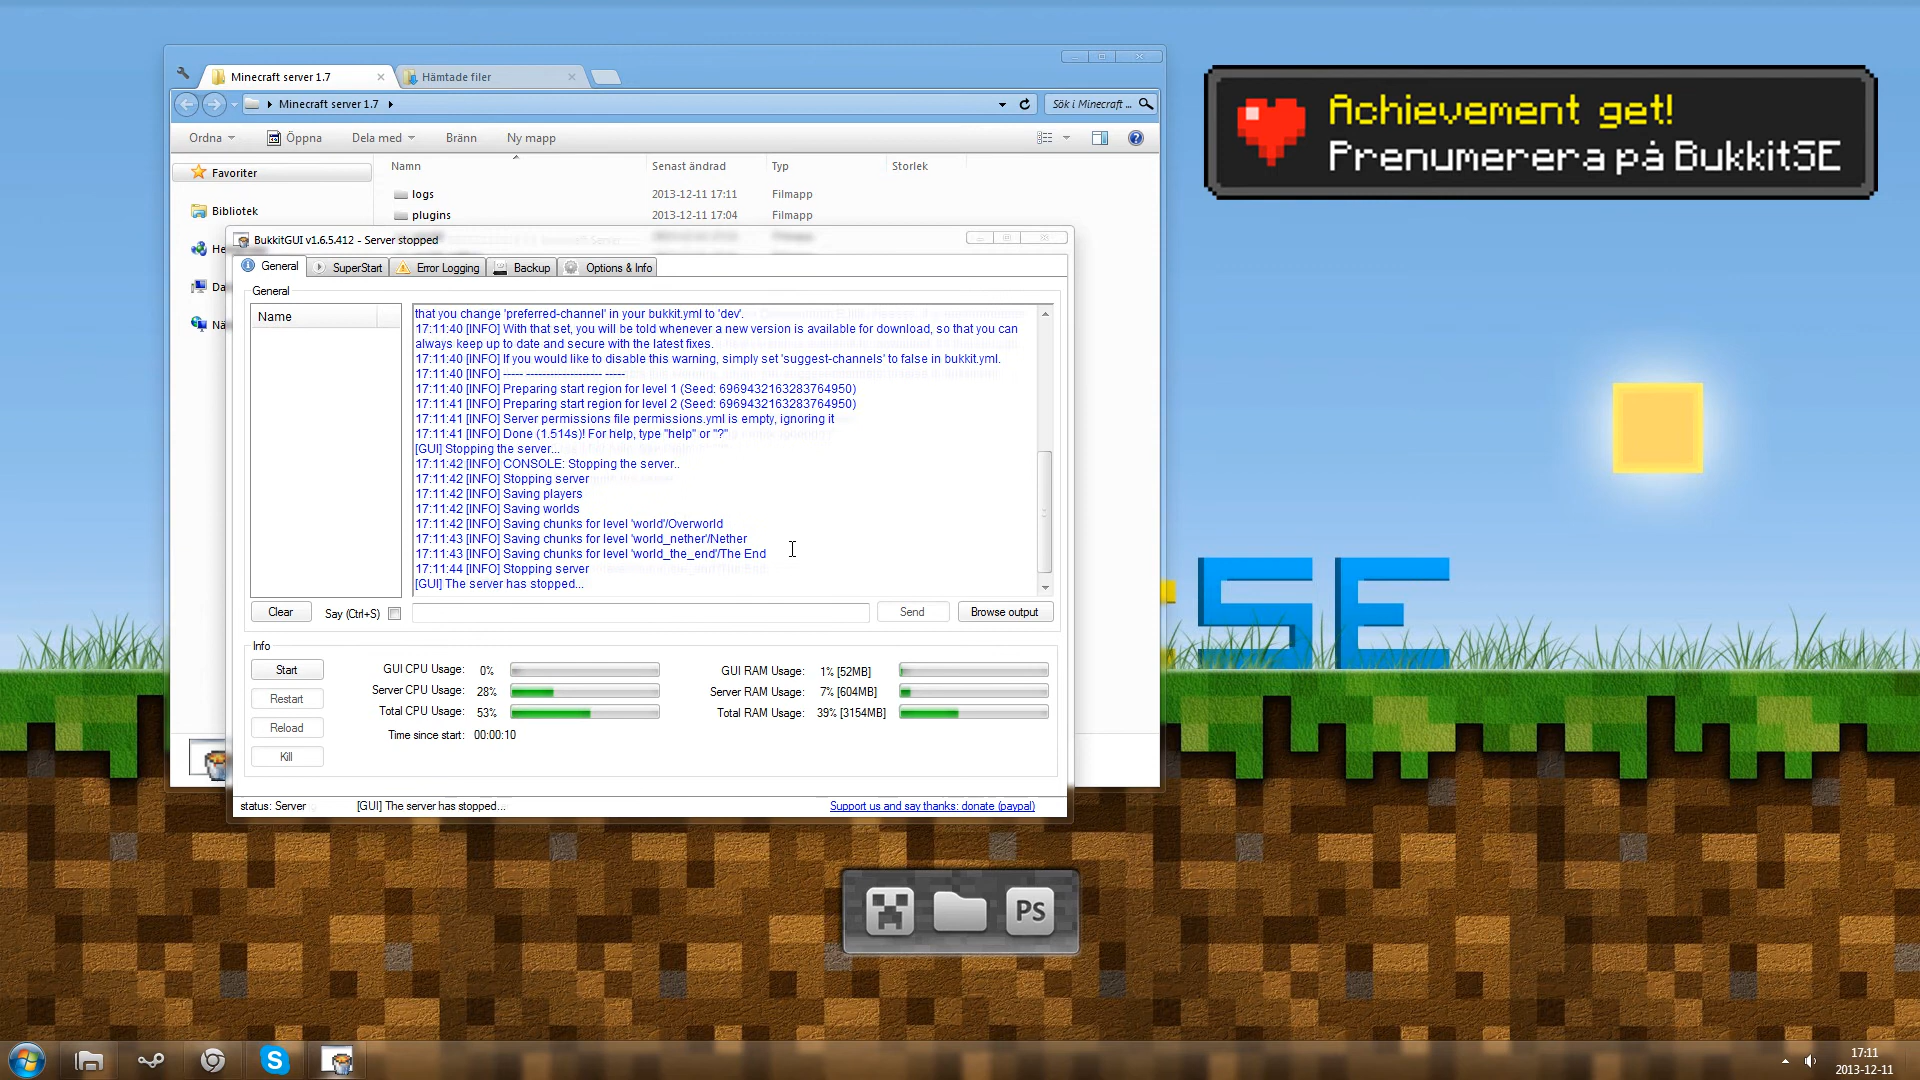 Minecraft server 1.7
Hämtade filer
Minecraft server 1.7
Sök i Minecraft ...
Ordna
Öppna
Dela med
Bränn
Ny mapp
Namn
Senast ändrad
Typ
Storlek
Favoriter
logs
2013-12-11 17:11
Filmapp
Bibliotek
plugins
2013-12-11 17:04
Filmapp
Achievement get!
Prenumerera på BukkitSE
BukkitGUI v1.6.5.412 - Server stopped
General
SuperStart
Error Logging
Backup
Options & Info
General
Name
that you change 'preferred-channel' in your bukkit.yml to 'dev'.
17:11:40 [INFO] With that set, you will be told whenever a new version is available for download, so that you can
always keep up to date and secure with the latest fixes.
17:11:40 [INFO] If you would like to disable this warning, simply set 'suggest-channels' to false in bukkit.yml.
17:11:40 [INFO] ----- ------------------- -----
17:11:40 [INFO] Preparing start region for level 1 (Seed: 6969432163283764950)
17:11:41 [INFO] Preparing start region for level 2 (Seed: 6969432163283764950)
17:11:41 [INFO] Server permissions file permissions.yml is empty, ignoring it
17:11:41 [INFO] Done (1.514s)! For help, type "help" or "?"
[GUI] Stopping the server...
17:11:42 [INFO] CONSOLE: Stopping the server..
17:11:42 [INFO] Stopping server
17:11:42 [INFO] Saving players
17:11:42 [INFO] Saving worlds
17:11:42 [INFO] Saving chunks for level 'world'/Overworld
17:11:43 [INFO] Saving chunks for level 'world_nether'/Nether
17:11:43 [INFO] Saving chunks for level 'world_the_end'/The End
17:11:44 [INFO] Stopping server
[GUI] The server has stopped...
Clear
Say (Ctrl+S)
Send
Browse output
SE
Info
Start
Restart
Reload
Kill
GUI CPU Usage: 0%
Server CPU Usage: 28%
Total CPU Usage: 53%
Time since start: 00:00:10
GUI RAM Usage: 1% [52MB]
Server RAM Usage: 7% [604MB]
Total RAM Usage: 39% [3154MB]
status: Server
[GUI] The server has stopped...
Support us and say thanks: donate (paypal)
PS
17:11
2013-12-11